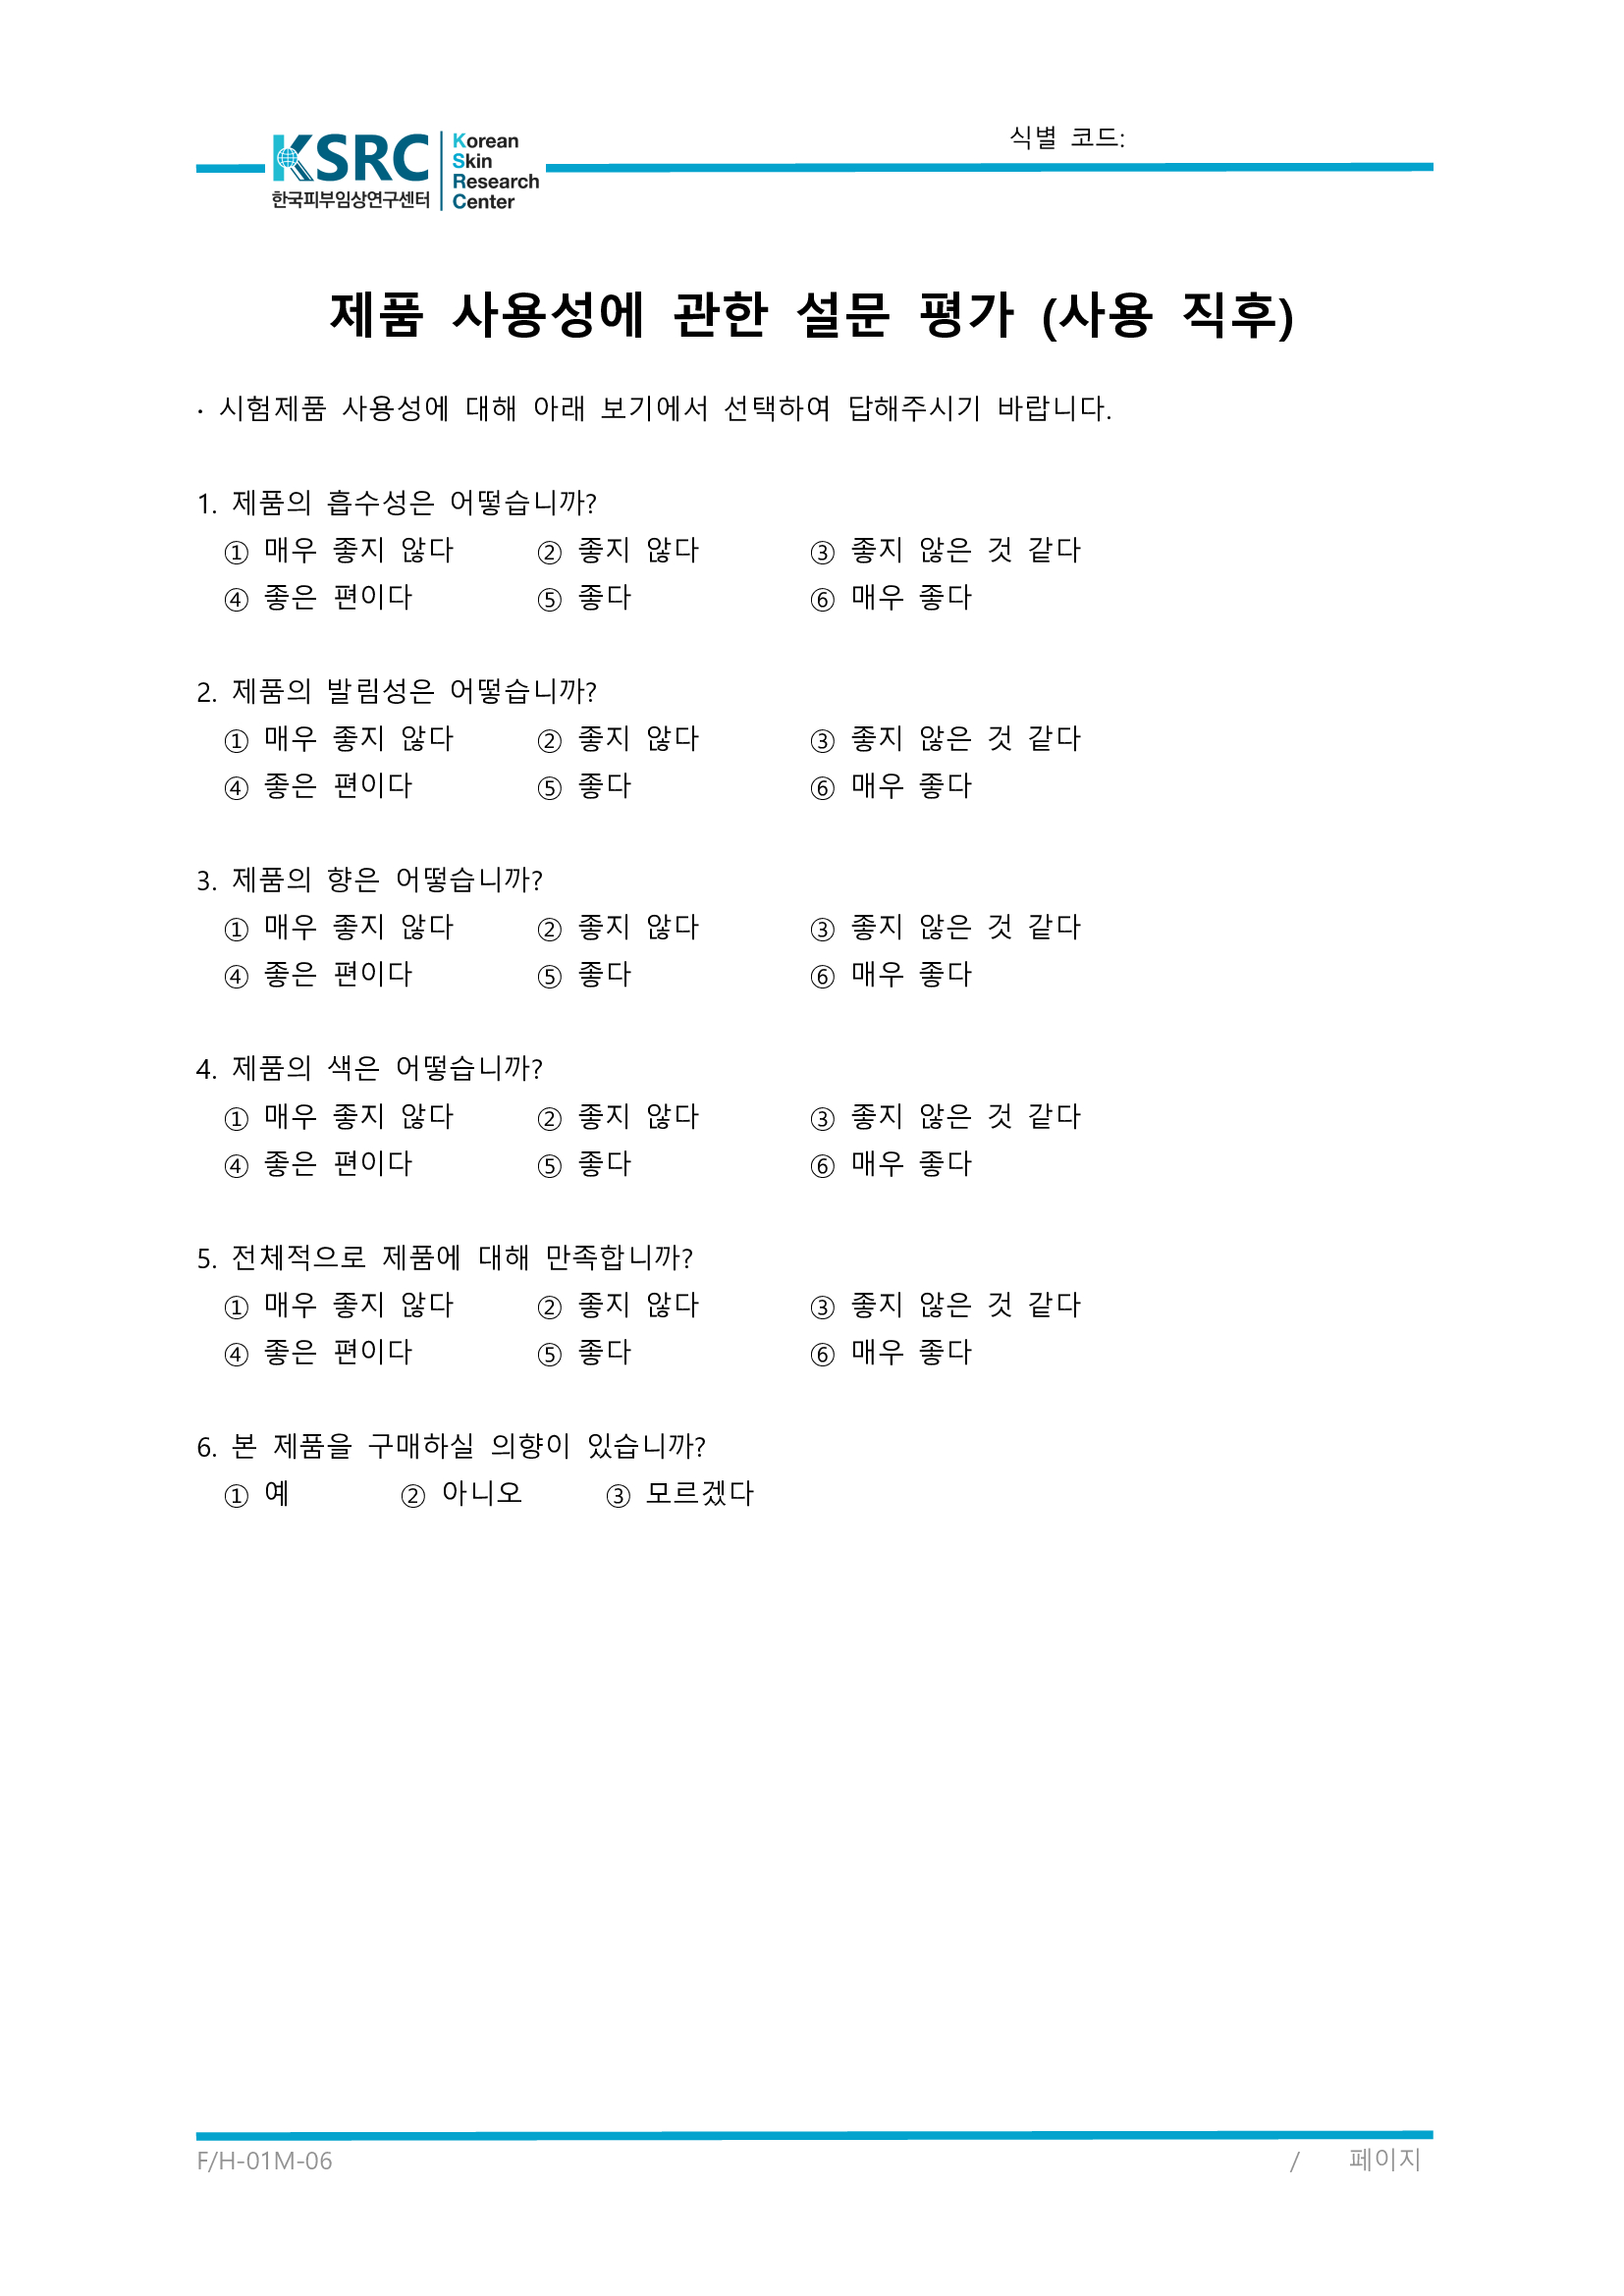 식별 코드:
KSRC
한국피부임상연구센터
Korean
Skin
Research
Center
제품 사용성에 관한 설문 평가 (사용 직후)
· 시험제품 사용성에 대해 아래 보기에서 선택하여 답해주시기 바랍니다.
1. 제품의 흡수성은 어떻습니까?
① 매우 좋지 않다 ② 좋지 않다 ③ 좋지 않은 것 같다
④ 좋은 편이다 ⑤ 좋다 ⑥ 매우 좋다
2. 제품의 발림성은 어떻습니까?
① 매우 좋지 않다 ② 좋지 않다 ③ 좋지 않은 것 같다
④ 좋은 편이다 ⑤ 좋다 ⑥ 매우 좋다
3. 제품의 향은 어떻습니까?
① 매우 좋지 않다 ② 좋지 않다 ③ 좋지 않은 것 같다
④ 좋은 편이다 ⑤ 좋다 ⑥ 매우 좋다
4. 제품의 색은 어떻습니까?
① 매우 좋지 않다 ② 좋지 않다 ③ 좋지 않은 것 같다
④ 좋은 편이다 ⑤ 좋다 ⑥ 매우 좋다
5. 전체적으로 제품에 대해 만족합니까?
① 매우 좋지 않다 ② 좋지 않다 ③ 좋지 않은 것 같다
④ 좋은 편이다 ⑤ 좋다 ⑥ 매우 좋다
6. 본 제품을 구매하실 의향이 있습니까?
① 예 ② 아니오 ③ 모르겠다
F/H-01M-06 / 페이지